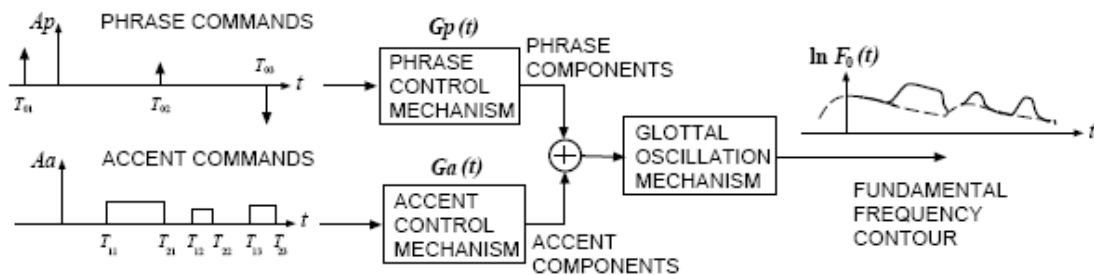 Ap PHRASE COMMANDS
T01 T02 T03 t
Gp (t)
PHRASE
CONTROL
MECHANISM
PHRASE
COMPONENTS
Aa ACCENT COMMANDS
T11 T21 T12 T22 T13 T23 t
Ga (t)
ACCENT
CONTROL
MECHANISM
ACCENT
COMPONENTS
+
GLOTTAL
OSCILLATION
MECHANISM
ln F0 (t)
t
FUNDAMENTAL
FREQUENCY
CONTOUR